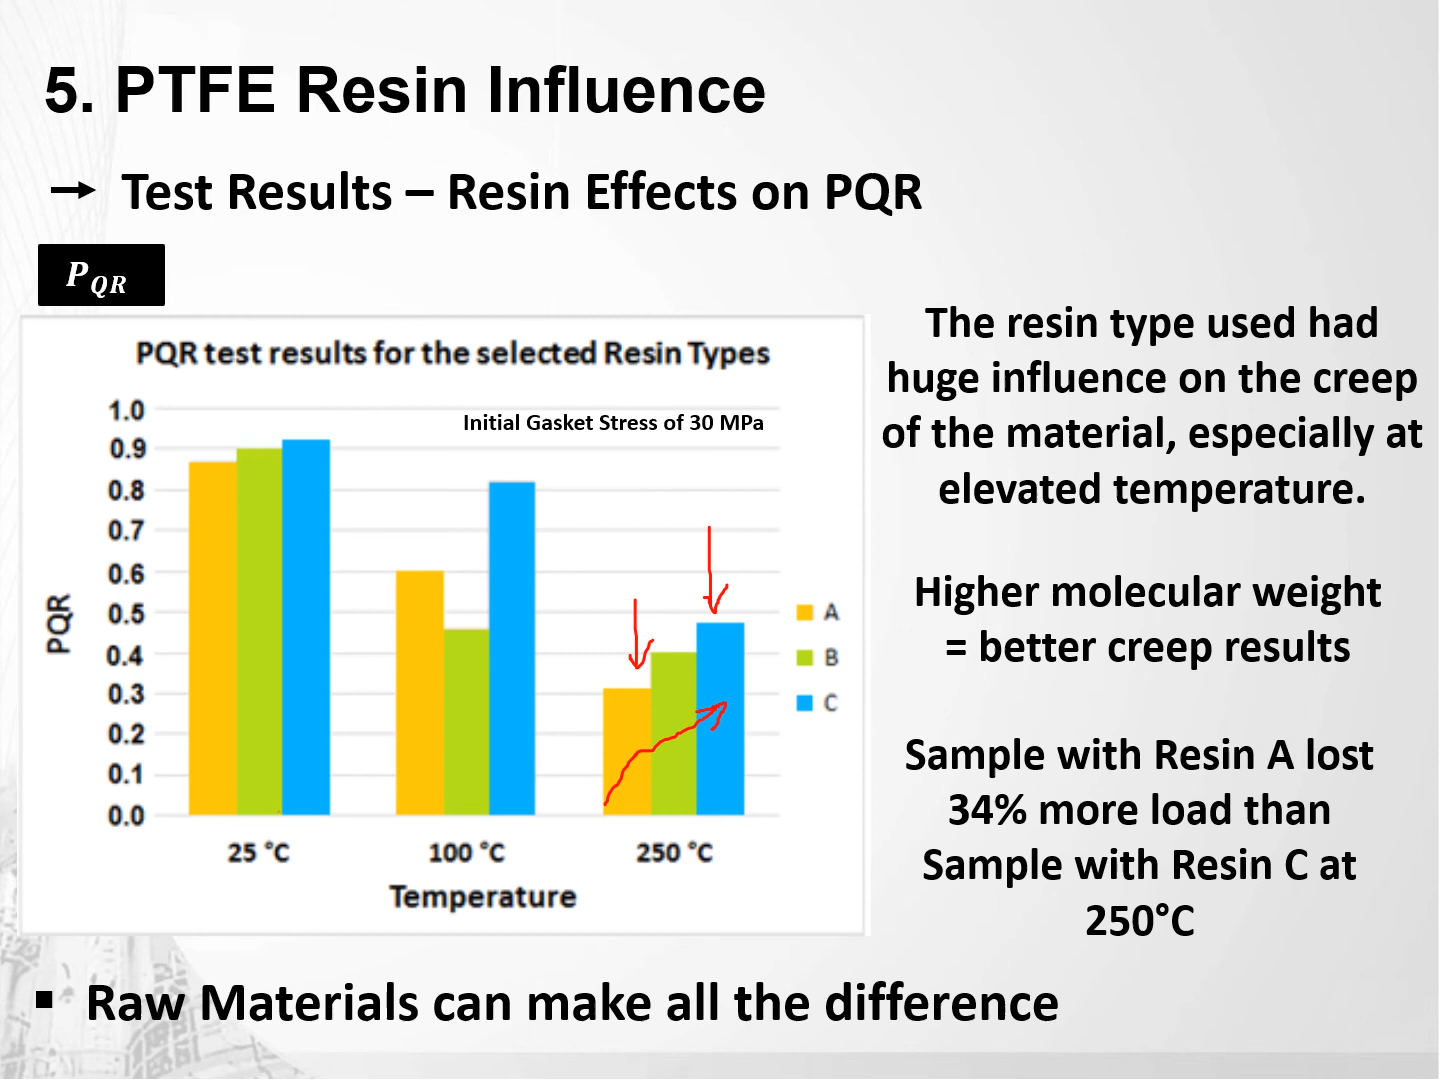 5. PTFE Resin Influence
→ Test Results – Resin Effects on PQR
P_QR
PQR test results for the selected Resin Types
Initial Gasket Stress of 30 MPa
1.0
0.9
0.8
0.7
0.6
0.5
0.4
0.3
0.2
0.1
0.0
PQR
25 °C 100 °C 250 °C
Temperature
A
B
C
The resin type used had
huge influence on the creep
of the material, especially at
elevated temperature.
Higher molecular weight
= better creep results
Sample with Resin A lost
34% more load than
Sample with Resin C at
250°C
▪ Raw Materials can make all the difference